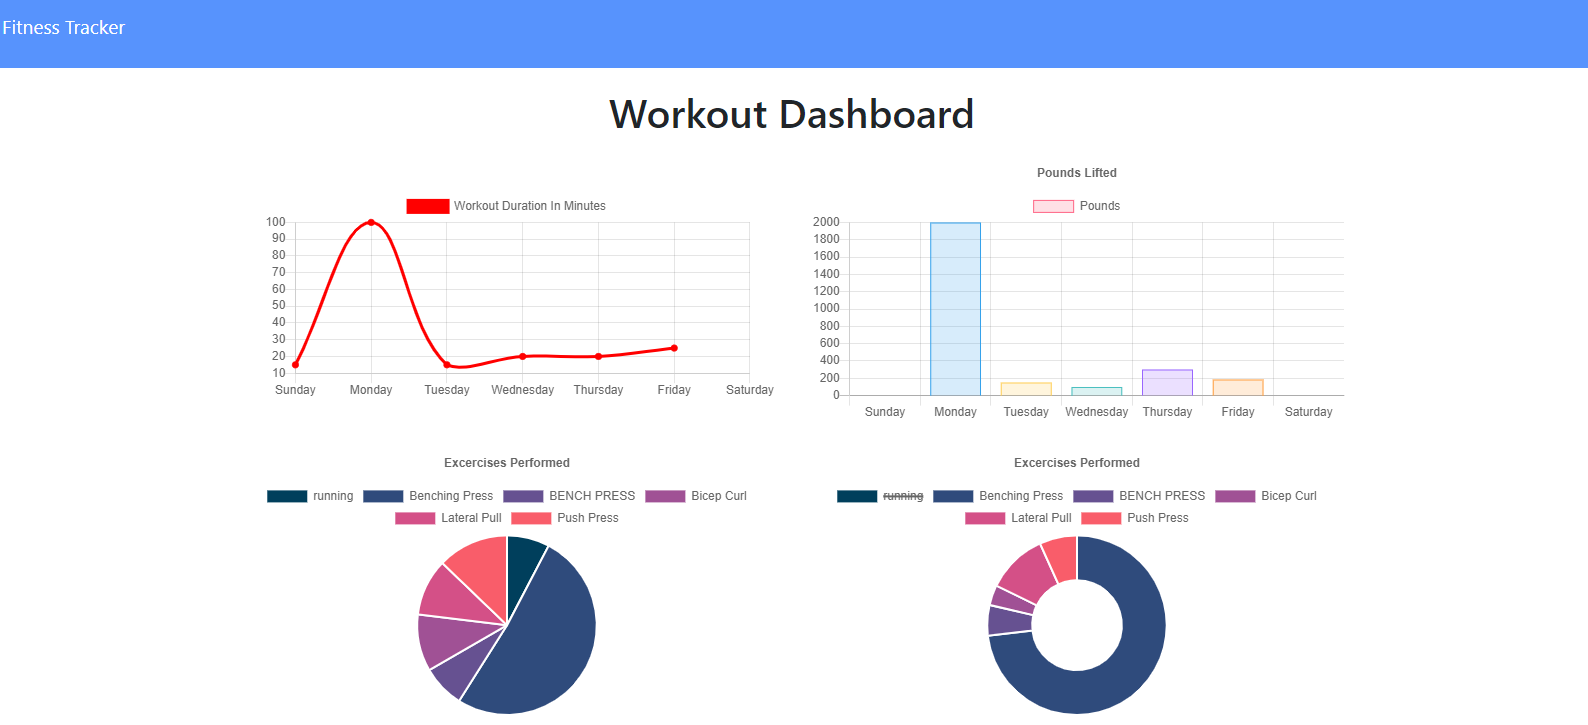 Fitness Tracker
Workout Dashboard
Workout Duration In Minutes
100
90
80
70
60
50
40
30
20
10
Sunday Monday Tuesday Wednesday Thursday Friday Saturday
Pounds Lifted
Pounds
2000
1800
1600
1400
1200
1000
800
600
400
200
0
Sunday Monday Tuesday Wednesday Thursday Friday Saturday
Excercises Performed
running Benching Press BENCH PRESS Bicep Curl
Lateral Pull Push Press
Excercises Performed
running Benching Press BENCH PRESS Bicep Curl
Lateral Pull Push Press